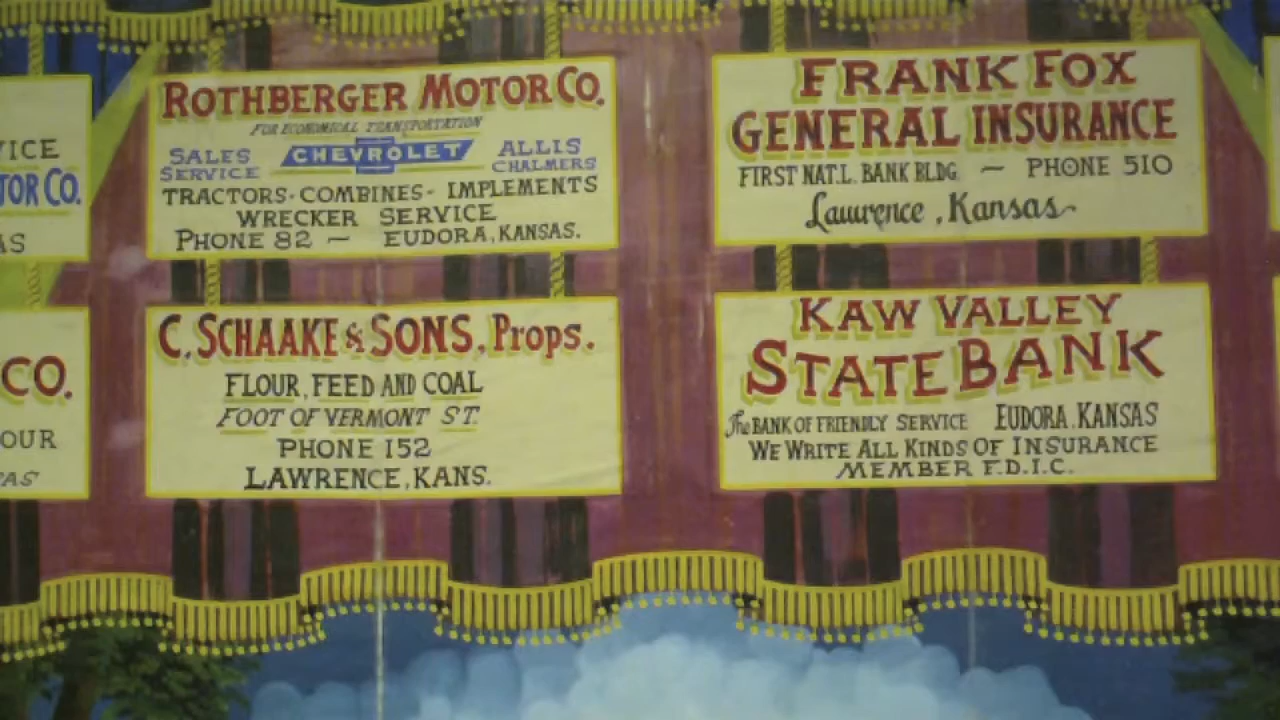 VICE
TOR CO.
AS
ROTHBERGER MOTOR CO.
FOR ECONOMICAL TRANSPORTATION
SALES SERVICE
CHEVROLET
ALLIS CHALMERS
TRACTORS - COMBINES - IMPLEMENTS
WRECKER SERVICE
PHONE 82 — EUDORA, KANSAS.
FRANK FOX
GENERAL INSURANCE
FIRST NAT.L. BANK BLDG. — PHONE 510
Lawrence, Kansas
CO.
OUR
AS
C. SCHAAKE & SONS, Props.
FLOUR, FEED AND COAL
FOOT OF VERMONT ST.
PHONE 152
LAWRENCE, KANS.
KAW VALLEY
STATE BANK
The BANK OF FRIENDLY SERVICE EUDORA, KANSAS
WE WRITE ALL KINDS OF INSURANCE
MEMBER F.D.I.C.